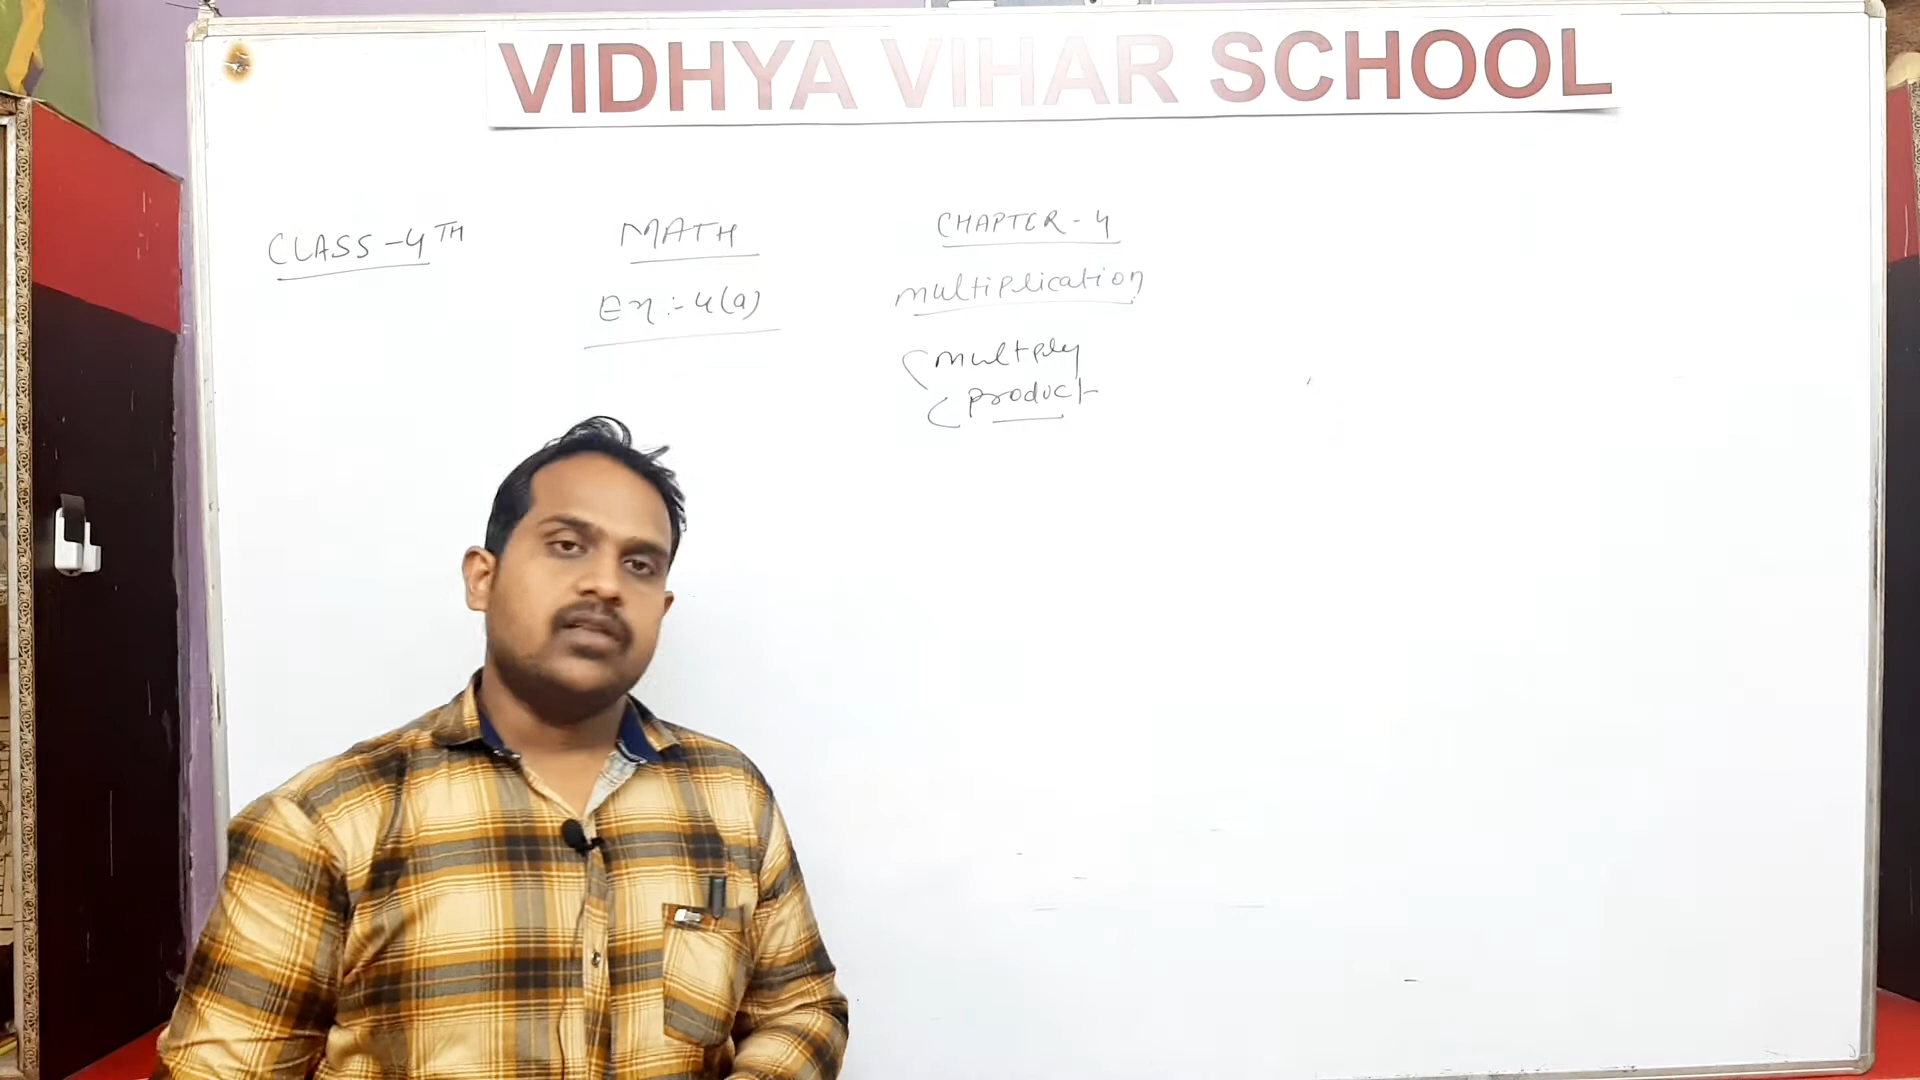 VIDHYA VIHAR SCHOOL
CLASS-4TH
MATH
Ex:-4(a)
CHAPTER-4
multiplication
multply
product